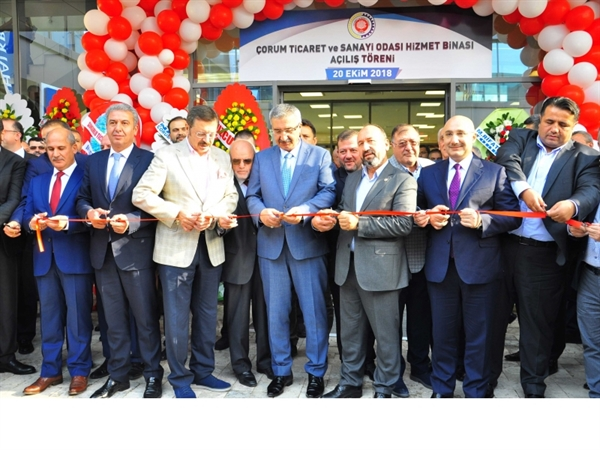 ÇORUM TİCARET ve SANAYİ ODASI HİZMET BİNASI
AÇILIŞ TÖRENİ
20 EKİM 2018